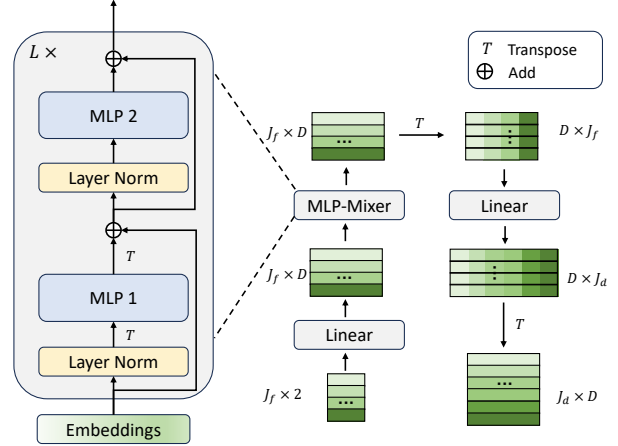 L ×
MLP 2
Layer Norm
T
MLP 1
T
Layer Norm
Embeddings
T Transpose
⊕ Add
J_f × D
...
T
...
D × J_f
MLP-Mixer
Linear
J_f × D
...
...
D × J_d
Linear
T
J_f × 2
...
...
J_d × D